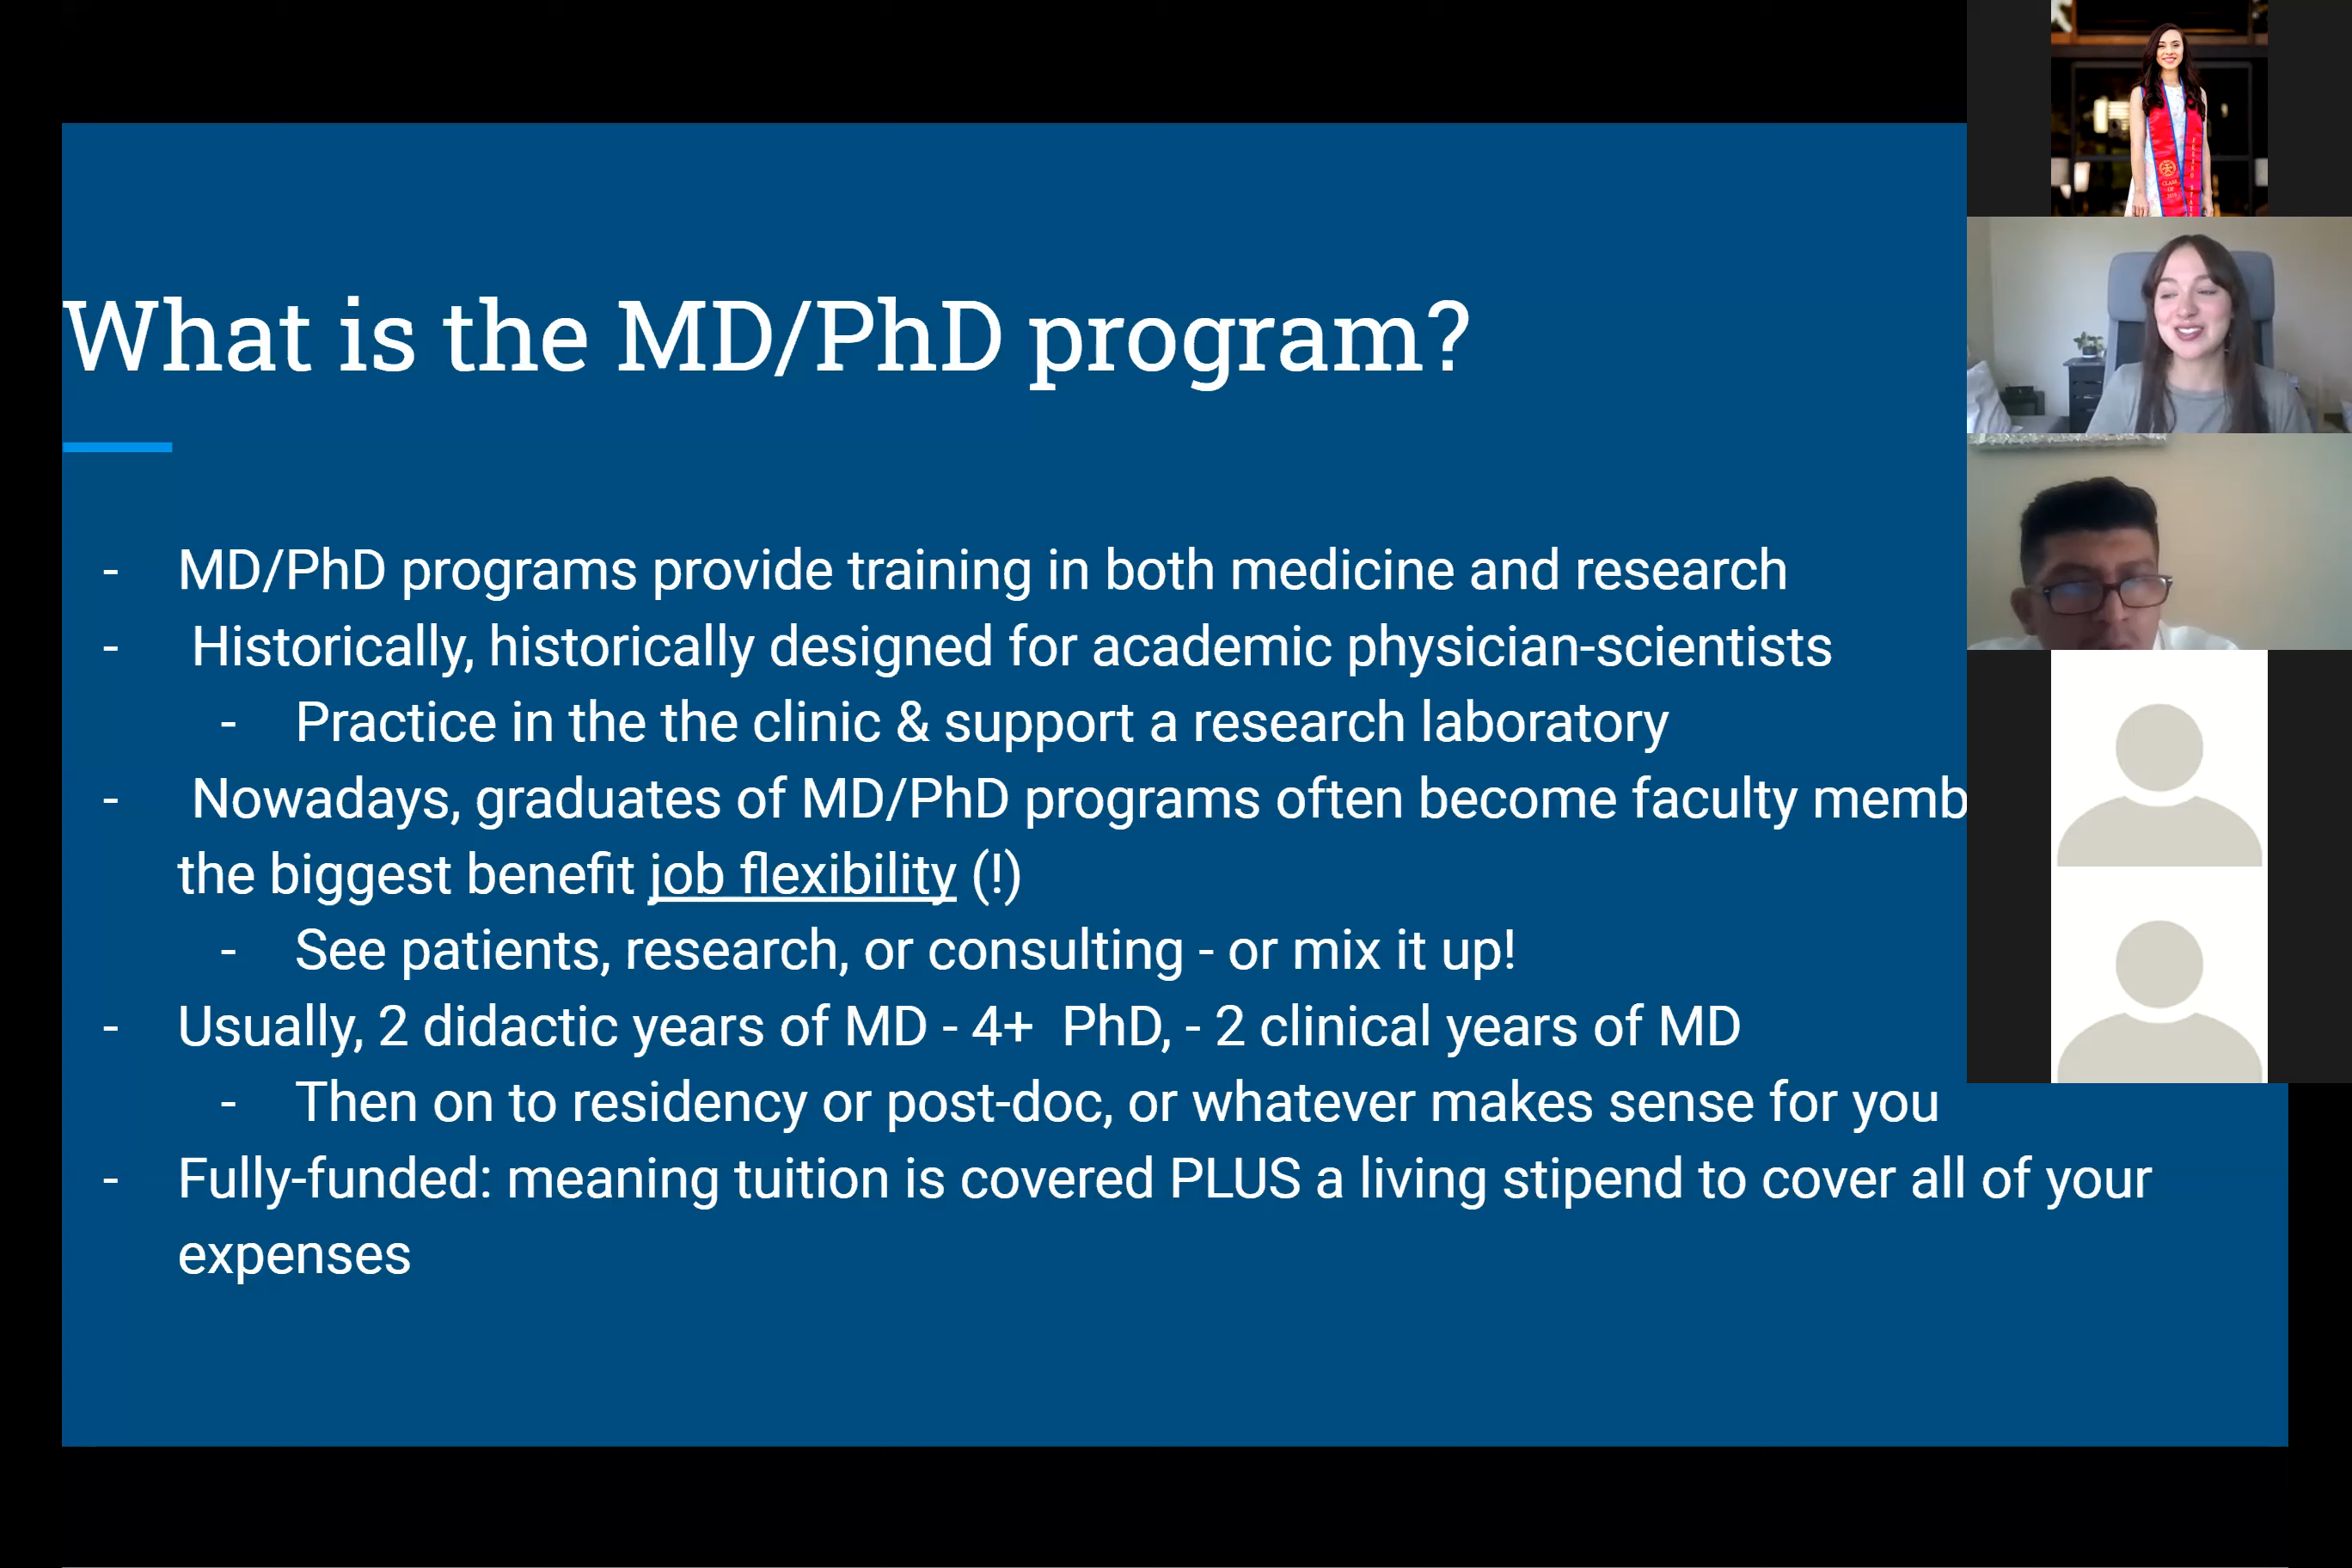 What is the MD/PhD program?
- MD/PhD programs provide training in both medicine and research
- Historically, historically designed for academic physician-scientists
- Practice in the the clinic & support a research laboratory
- Nowadays, graduates of MD/PhD programs often become faculty memb
the biggest benefit job flexibility (!)
- See patients, research, or consulting - or mix it up!
- Usually, 2 didactic years of MD - 4+ PhD, - 2 clinical years of MD
- Then on to residency or post-doc, or whatever makes sense for you
- Fully-funded: meaning tuition is covered PLUS a living stipend to cover all of your
expenses
CLASS
OF